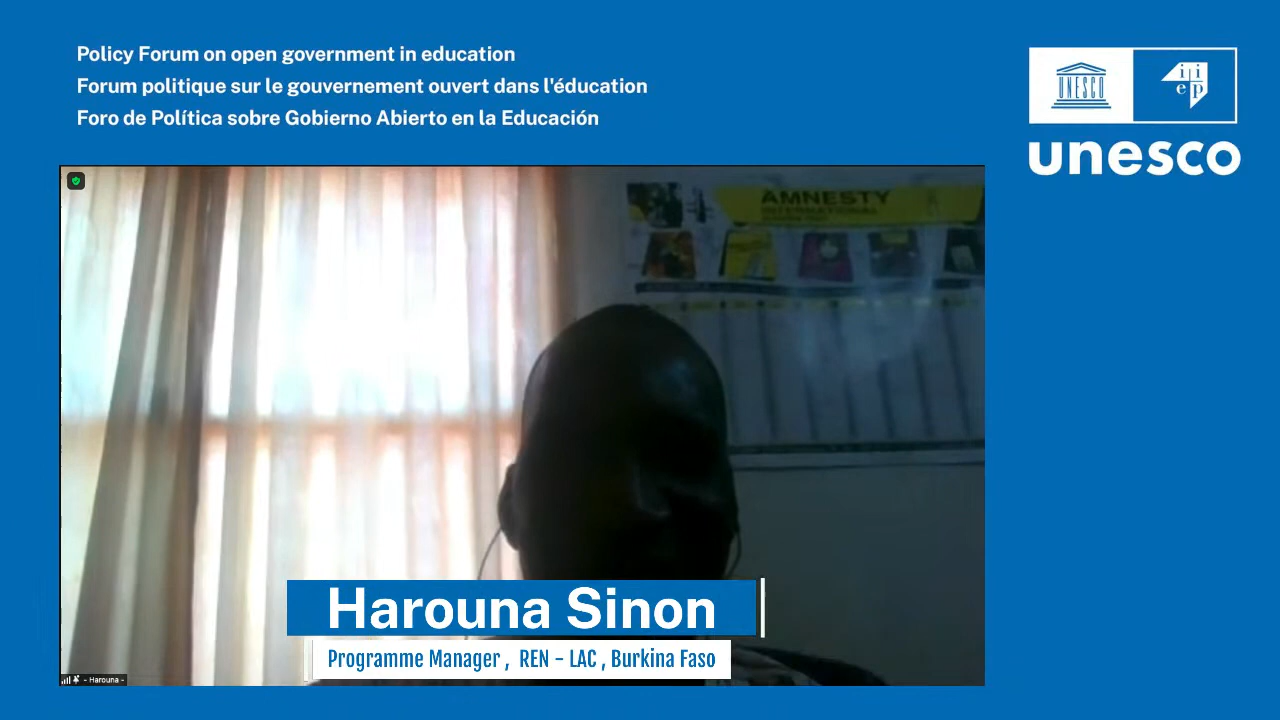 Policy Forum on open government in education
Forum politique sur le gouvernement ouvert dans l'éducation
Foro de Política sobre Gobierno Abierto en la Educación
UNESCO
iiep
unesco
AMNESTY
INTERNATIONAL
Harouna Sinon
Programme Manager , REN - LAC , Burkina Faso
- Harouna -